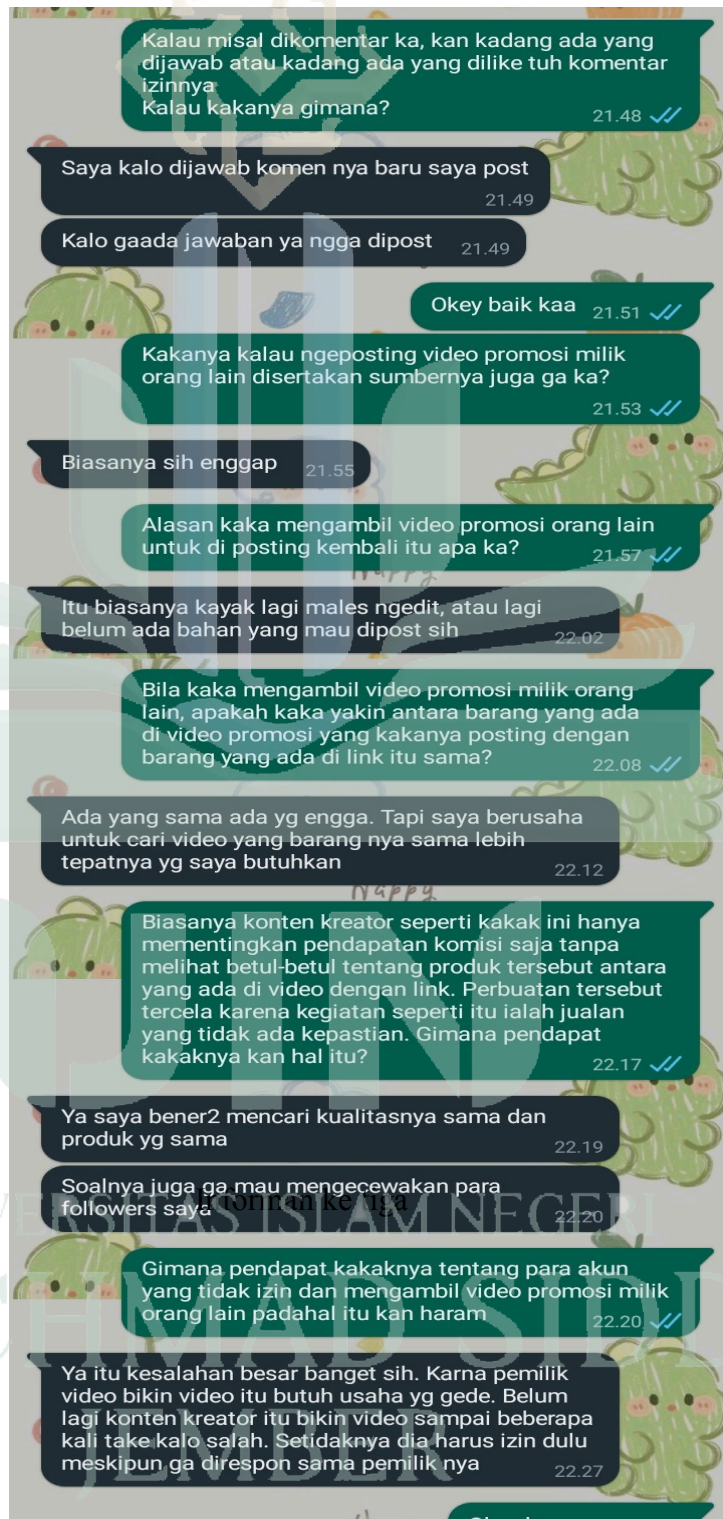 Kalau misal dikomentar ka, kan kadang ada yang
dijawab atau kadang ada yang dilike tuh komentar
izinnya
Kalau kakanya gimana?
21.48
Saya kalo dijawab komen nya baru saya post
21.49
Kalo gaada jawaban ya ngga dipost 21.49
Okey baik kaa 21.51
Kakanya kalau ngeposting video promosi milik
orang lain disertakan sumbernya juga ga ka?
21.53
Biasanya sih enggap 21.55
Alasan kaka mengambil video promosi orang lain
untuk di posting kembali itu apa ka?
21.57
Happy
Itu biasanya kayak lagi males ngedit, atau lagi
belum ada bahan yang mau dipost sih
22.02
Bila kaka mengambil video promosi milik orang
lain, apakah kaka yakin antara barang yang ada
di video promosi yang kakanya posting dengan
barang yang ada di link itu sama?
22.08
Ada yang sama ada yg engga. Tapi saya berusaha
untuk cari video yang barang nya sama lebih
tepatnya yg saya butuhkan
22.12
Happy
Biasanya konten kreator seperti kakak ini hanya
mementingkan pendapatan komisi saja tanpa
melihat betul-betul tentang produk tersebut antara
yang ada di video dengan link. Perbuatan tersebut
tercela karena kegiatan seperti itu ialah jualan
yang tidak ada kepastian. Gimana pendapat
kakaknya kan hal itu?
22.17
Ya saya bener2 mencari kualitasnya sama dan
produk yg sama
22.19
Soalnya juga ga mau mengecewakan para
followers saya
22.20
ke tiga
ERSITAS ISLAM NEGERI
Gimana pendapat kakaknya tentang para akun
yang tidak izin dan mengambil video promosi milik
orang lain padahal itu kan haram
22.20
HMAD SIDD
Ya itu kesalahan besar banget sih. Karna pemilik
video bikin video itu butuh usaha yg gede. Belum
lagi konten kreator itu bikin video sampai beberapa
kali take kalo salah. Setidaknya dia harus izin dulu
meskipun ga direspon sama pemilik nya
22.27
JEMBER